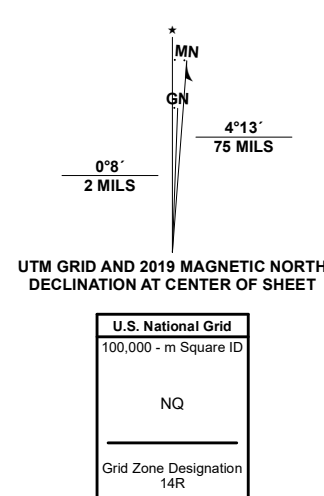 ★
MN
GN
4°13´
75 MILS
0°8´
2 MILS
UTM GRID AND 2019 MAGNETIC NORTH
DECLINATION AT CENTER OF SHEET
U.S. National Grid
100,000 - m Square ID
NQ
Grid Zone Designation
14R